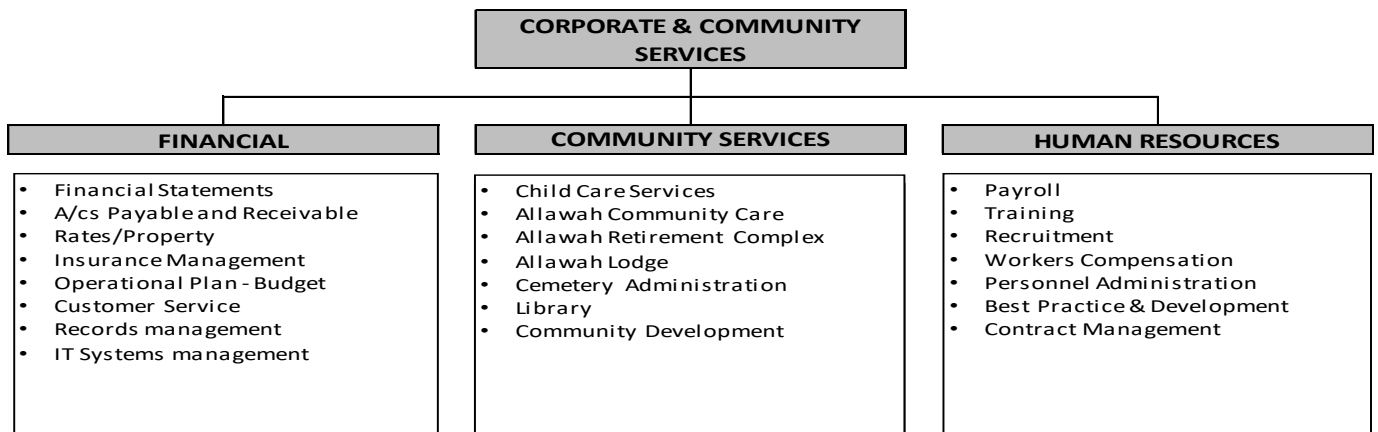 CORPORATE & COMMUNITY
SERVICES
FINANCIAL
• Financial Statements
• A/cs Payable and Receivable
• Rates/Property
• Insurance Management
• Operational Plan - Budget
• Customer Service
• Records management
• IT Systems management
COMMUNITY SERVICES
• Child Care Services
• Allawah Community Care
• Allawah Retirement Complex
• Allawah Lodge
• Cemetery Administration
• Library
• Community Development
HUMAN RESOURCES
• Payroll
• Training
• Recruitment
• Workers Compensation
• Personnel Administration
• Best Practice & Development
• Contract Management